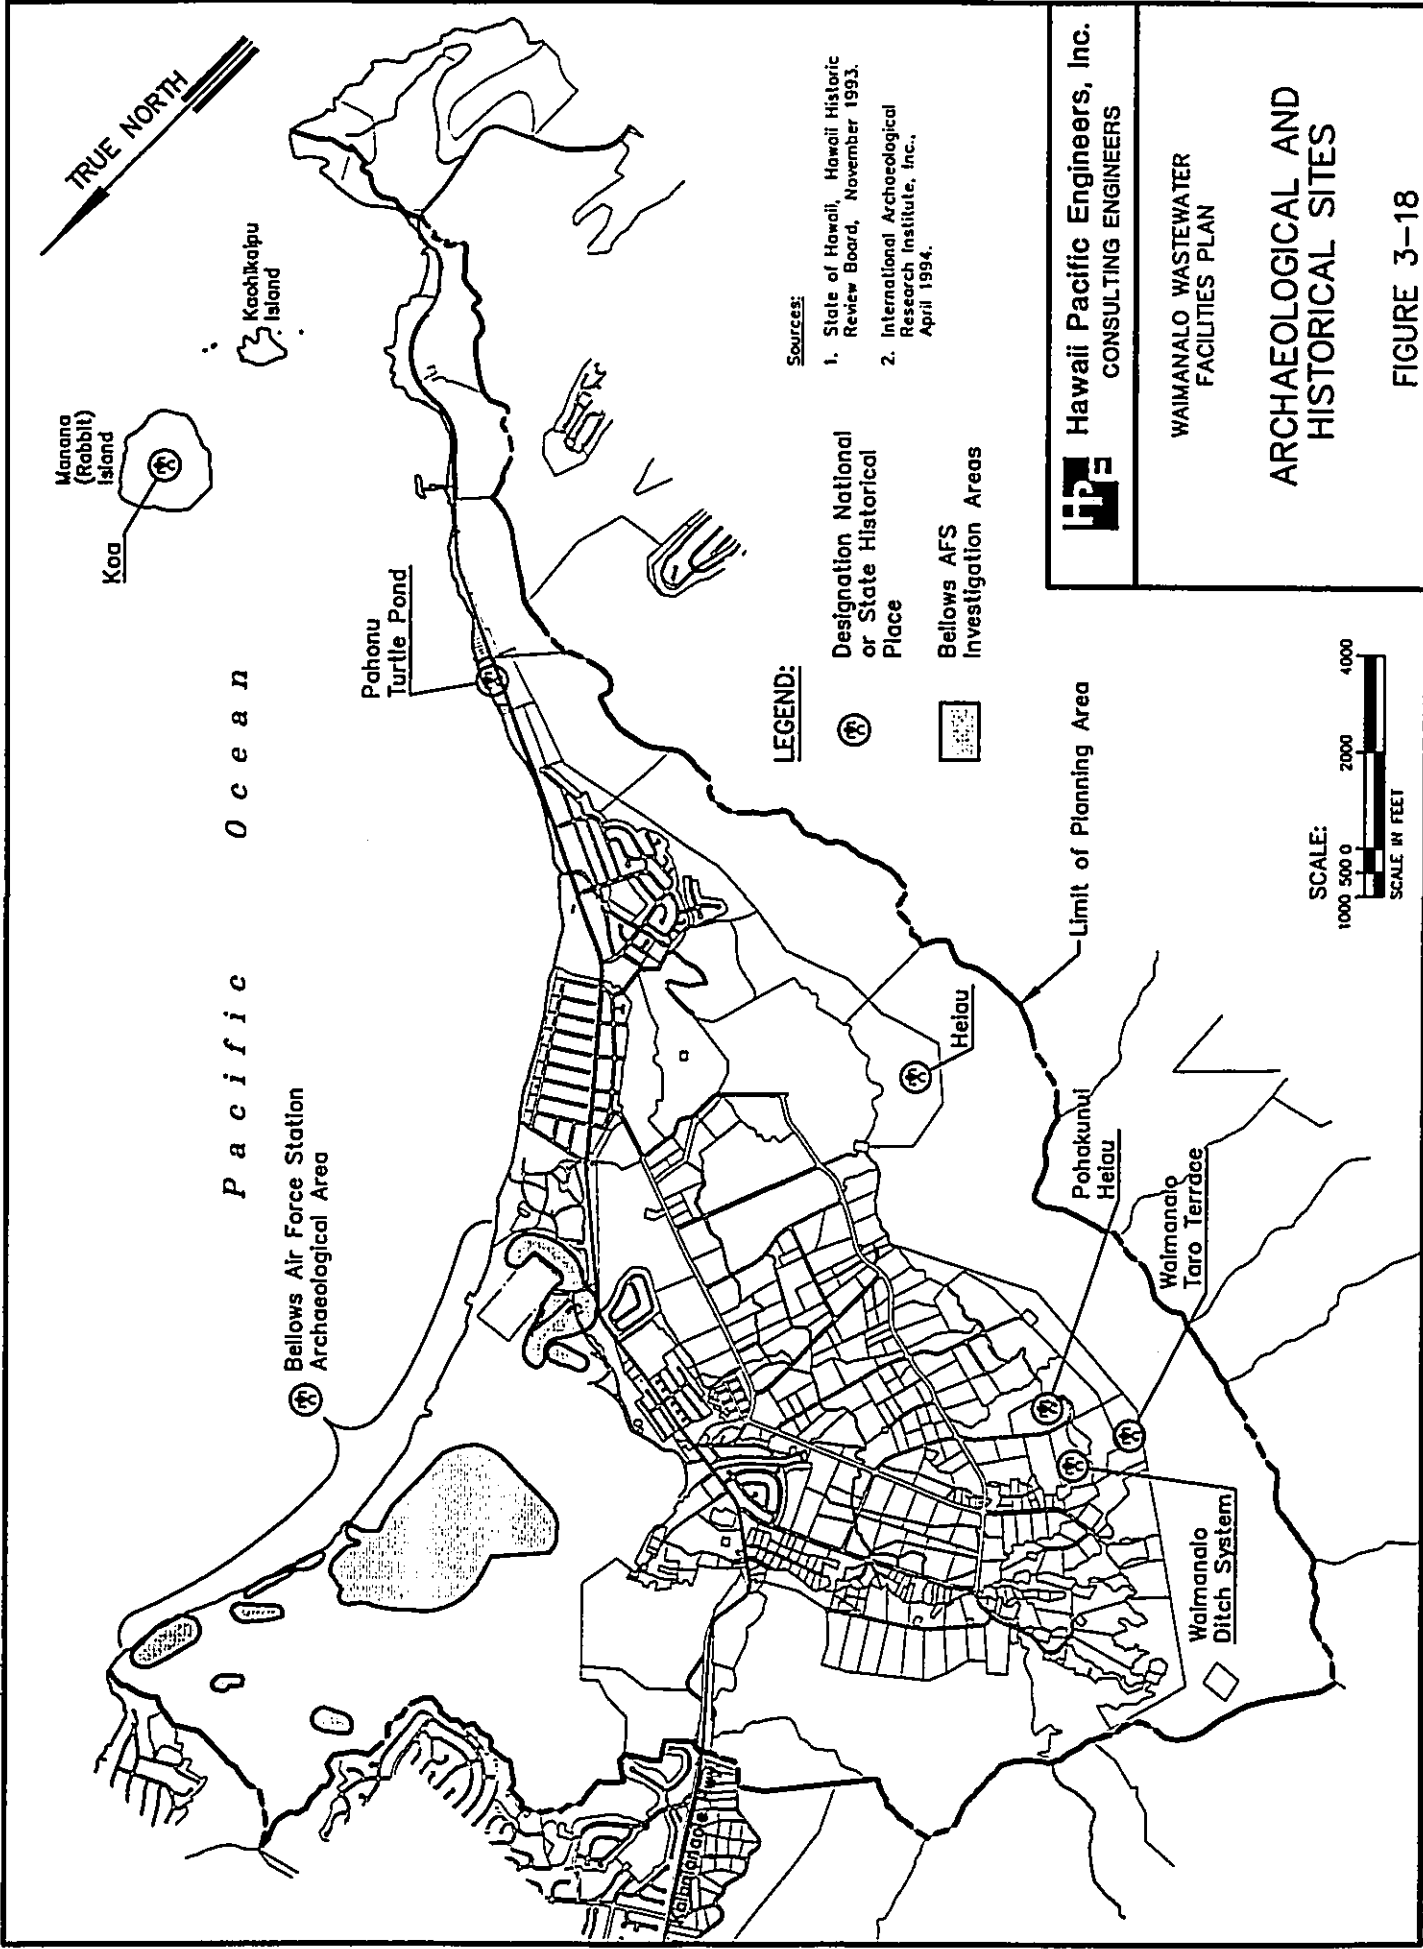 TRUE NORTH
Manana
(Rabbit)
Island
Koa
Kaohikaipu
Island
Pacific Ocean
Pahonu
Turtle Pond
Bellows Air Force Station
Archaeological Area
Heiau
Pohakunui
Heiau
Waimanalo
Taro Terrace
Waimanalo
Ditch System
Limit of Planning Area
Kalanianaole
Hwy
Sources:
1. State of Hawaii, Hawaii Historic
Review Board, November 1993.
2. International Archaeological
Research Institute, Inc.,
April 1994.
LEGEND:
Designation National
or State Historical
Place
Bellows AFS
Investigation Areas
SCALE:
1000 500 0 2000 4000
SCALE IN FEET
HPE
Hawaii Pacific Engineers, Inc.
CONSULTING ENGINEERS
WAIMANALO WASTEWATER
FACILITIES PLAN
ARCHAEOLOGICAL AND
HISTORICAL SITES
FIGURE 3-18